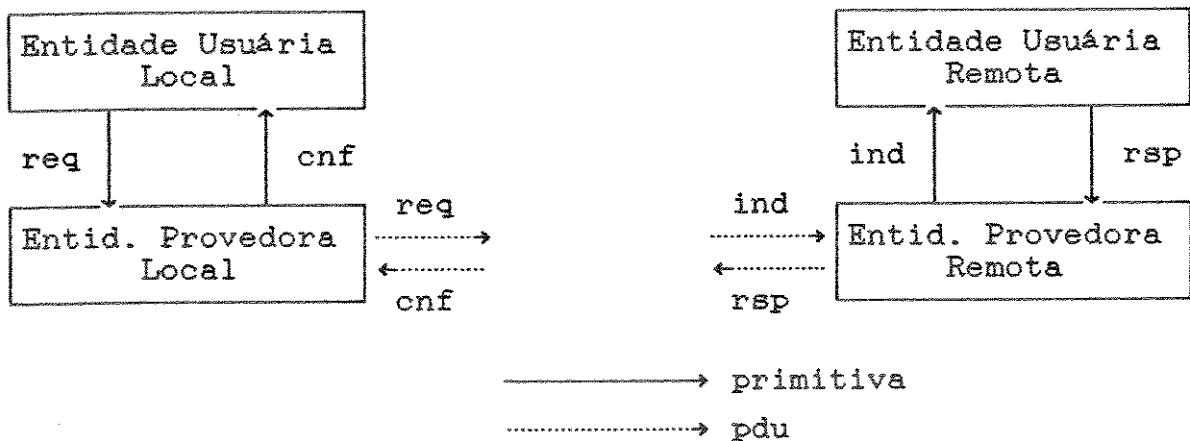 Entidade Usuária
Local
Entidade Usuária
Remota
req
cnf
ind
rsp
Entid. Provedora
Local
req
cnf
ind
rsp
Entid. Provedora
Remota
primitiva
pdu